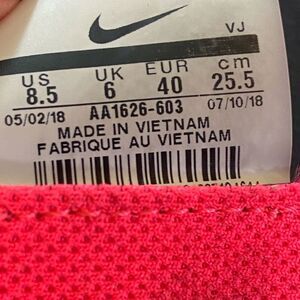 VJ
US UK EUR cm
8.5 6 40 25.5
05/02/18 AA1626-603 07/10/18
MADE IN VIETNAM
FABRIQUE AU VIETNAM